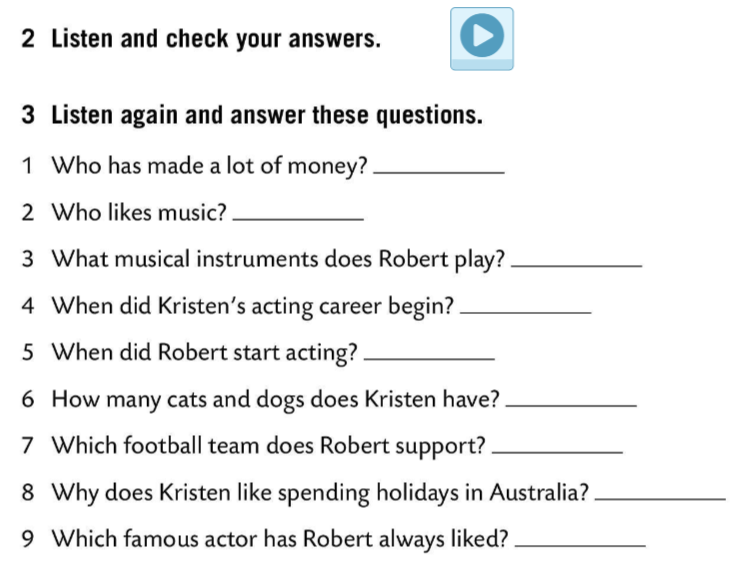 2 Listen and check your answers.
3 Listen again and answer these questions.
1 Who has made a lot of money? ____________
2 Who likes music? ____________
3 What musical instruments does Robert play? ____________
4 When did Kristen's acting career begin? ____________
5 When did Robert start acting? ____________
6 How many cats and dogs does Kristen have? ____________
7 Which football team does Robert support? ____________
8 Why does Kristen like spending holidays in Australia? ____________
9 Which famous actor has Robert always liked? ____________